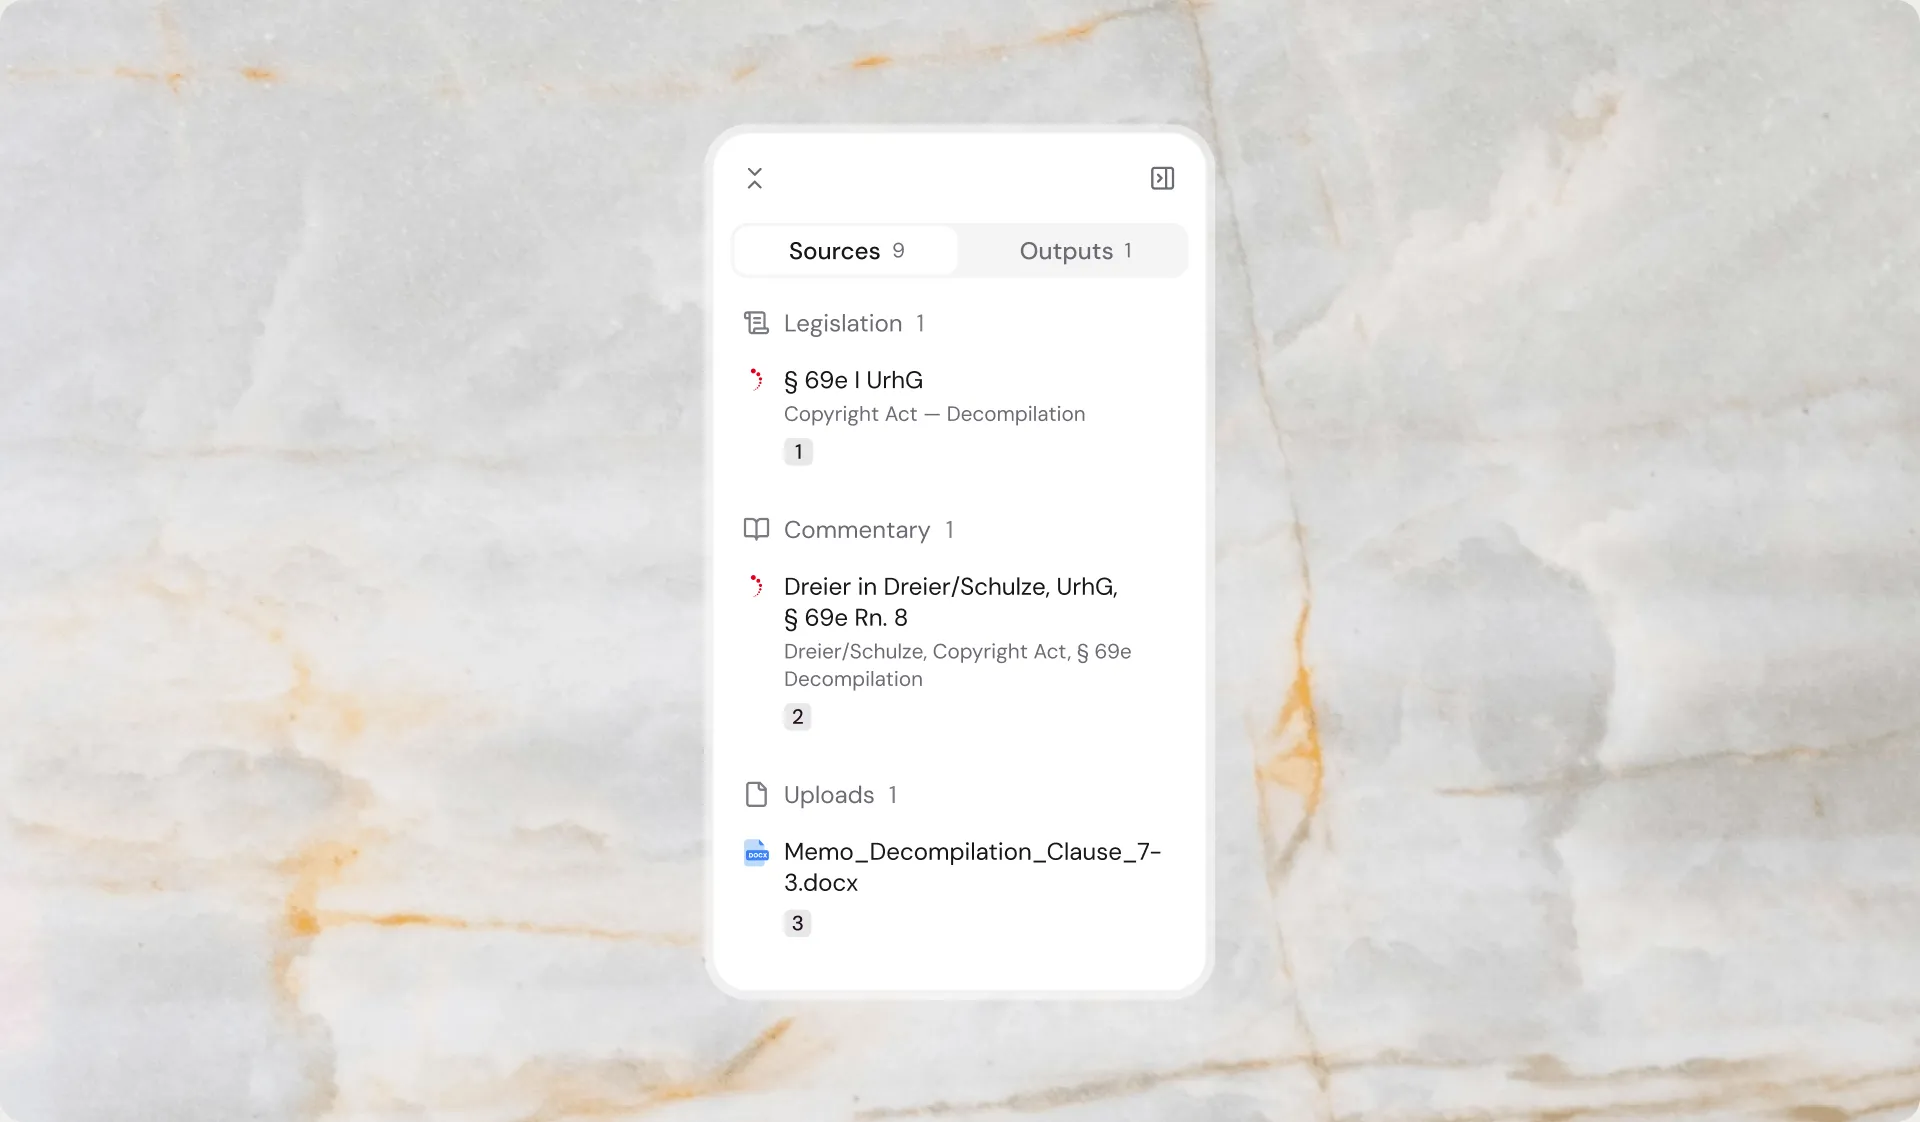 Sources 9
Outputs 1
Legislation 1
§ 69e I UrhG
Copyright Act — Decompilation
1
Commentary 1
Dreier in Dreier/Schulze, UrhG,
§ 69e Rn. 8
Dreier/Schulze, Copyright Act, § 69e
Decompilation
2
Uploads 1
DOCX
Memo_Decompilation_Clause_7-
3.docx
3